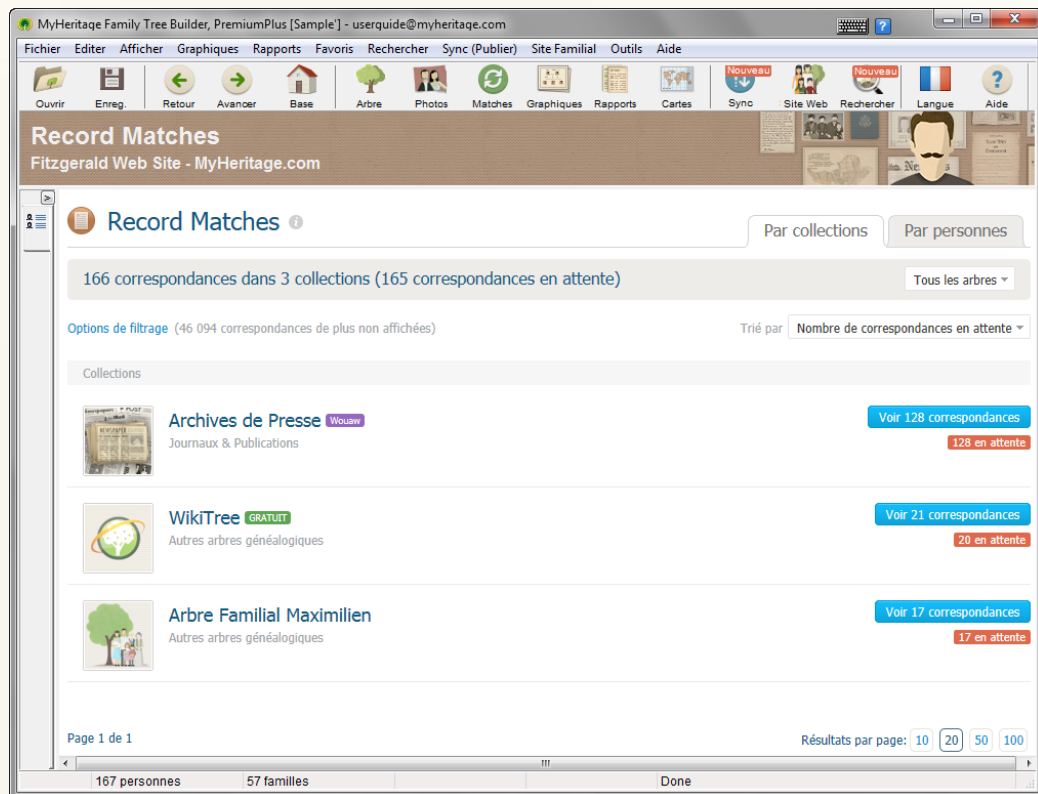 MyHeritage Family Tree Builder, PremiumPlus [Sample'] - userquide@myheritage.com
Fichier Editer Afficher Graphiques Rapports Favoris Rechercher Sync (Publier) Site Familial Outils Aide
Nouveau Nouveau
Ouvrir Enreg. Retour Avancer Base Arbre Photos Matches Graphiques Rapports Cartes Sync Site Web Rechercher Langue Aide
Record Matches
Fitzgerald Web Site - MyHeritage.com
Record Matches
Par collections Par personnes
166 correspondances dans 3 collections (165 correspondances en attente) Tous les arbres
Options de filtrage (46 094 correspondances de plus non affichées) Trié par Nombre de correspondances en attente
Collections
Archives de Presse Wouaw Voir 128 correspondances
Journaux & Publications 128 en attente
WikiTree GRATUIT Voir 21 correspondances
Autres arbres généalogiques 20 en attente
Arbre Familial Maximilien Voir 17 correspondances
Autres arbres généalogiques 17 en attente
Page 1 de 1 Résultats par page: 10 20 50 100
167 personnes 57 familles Done